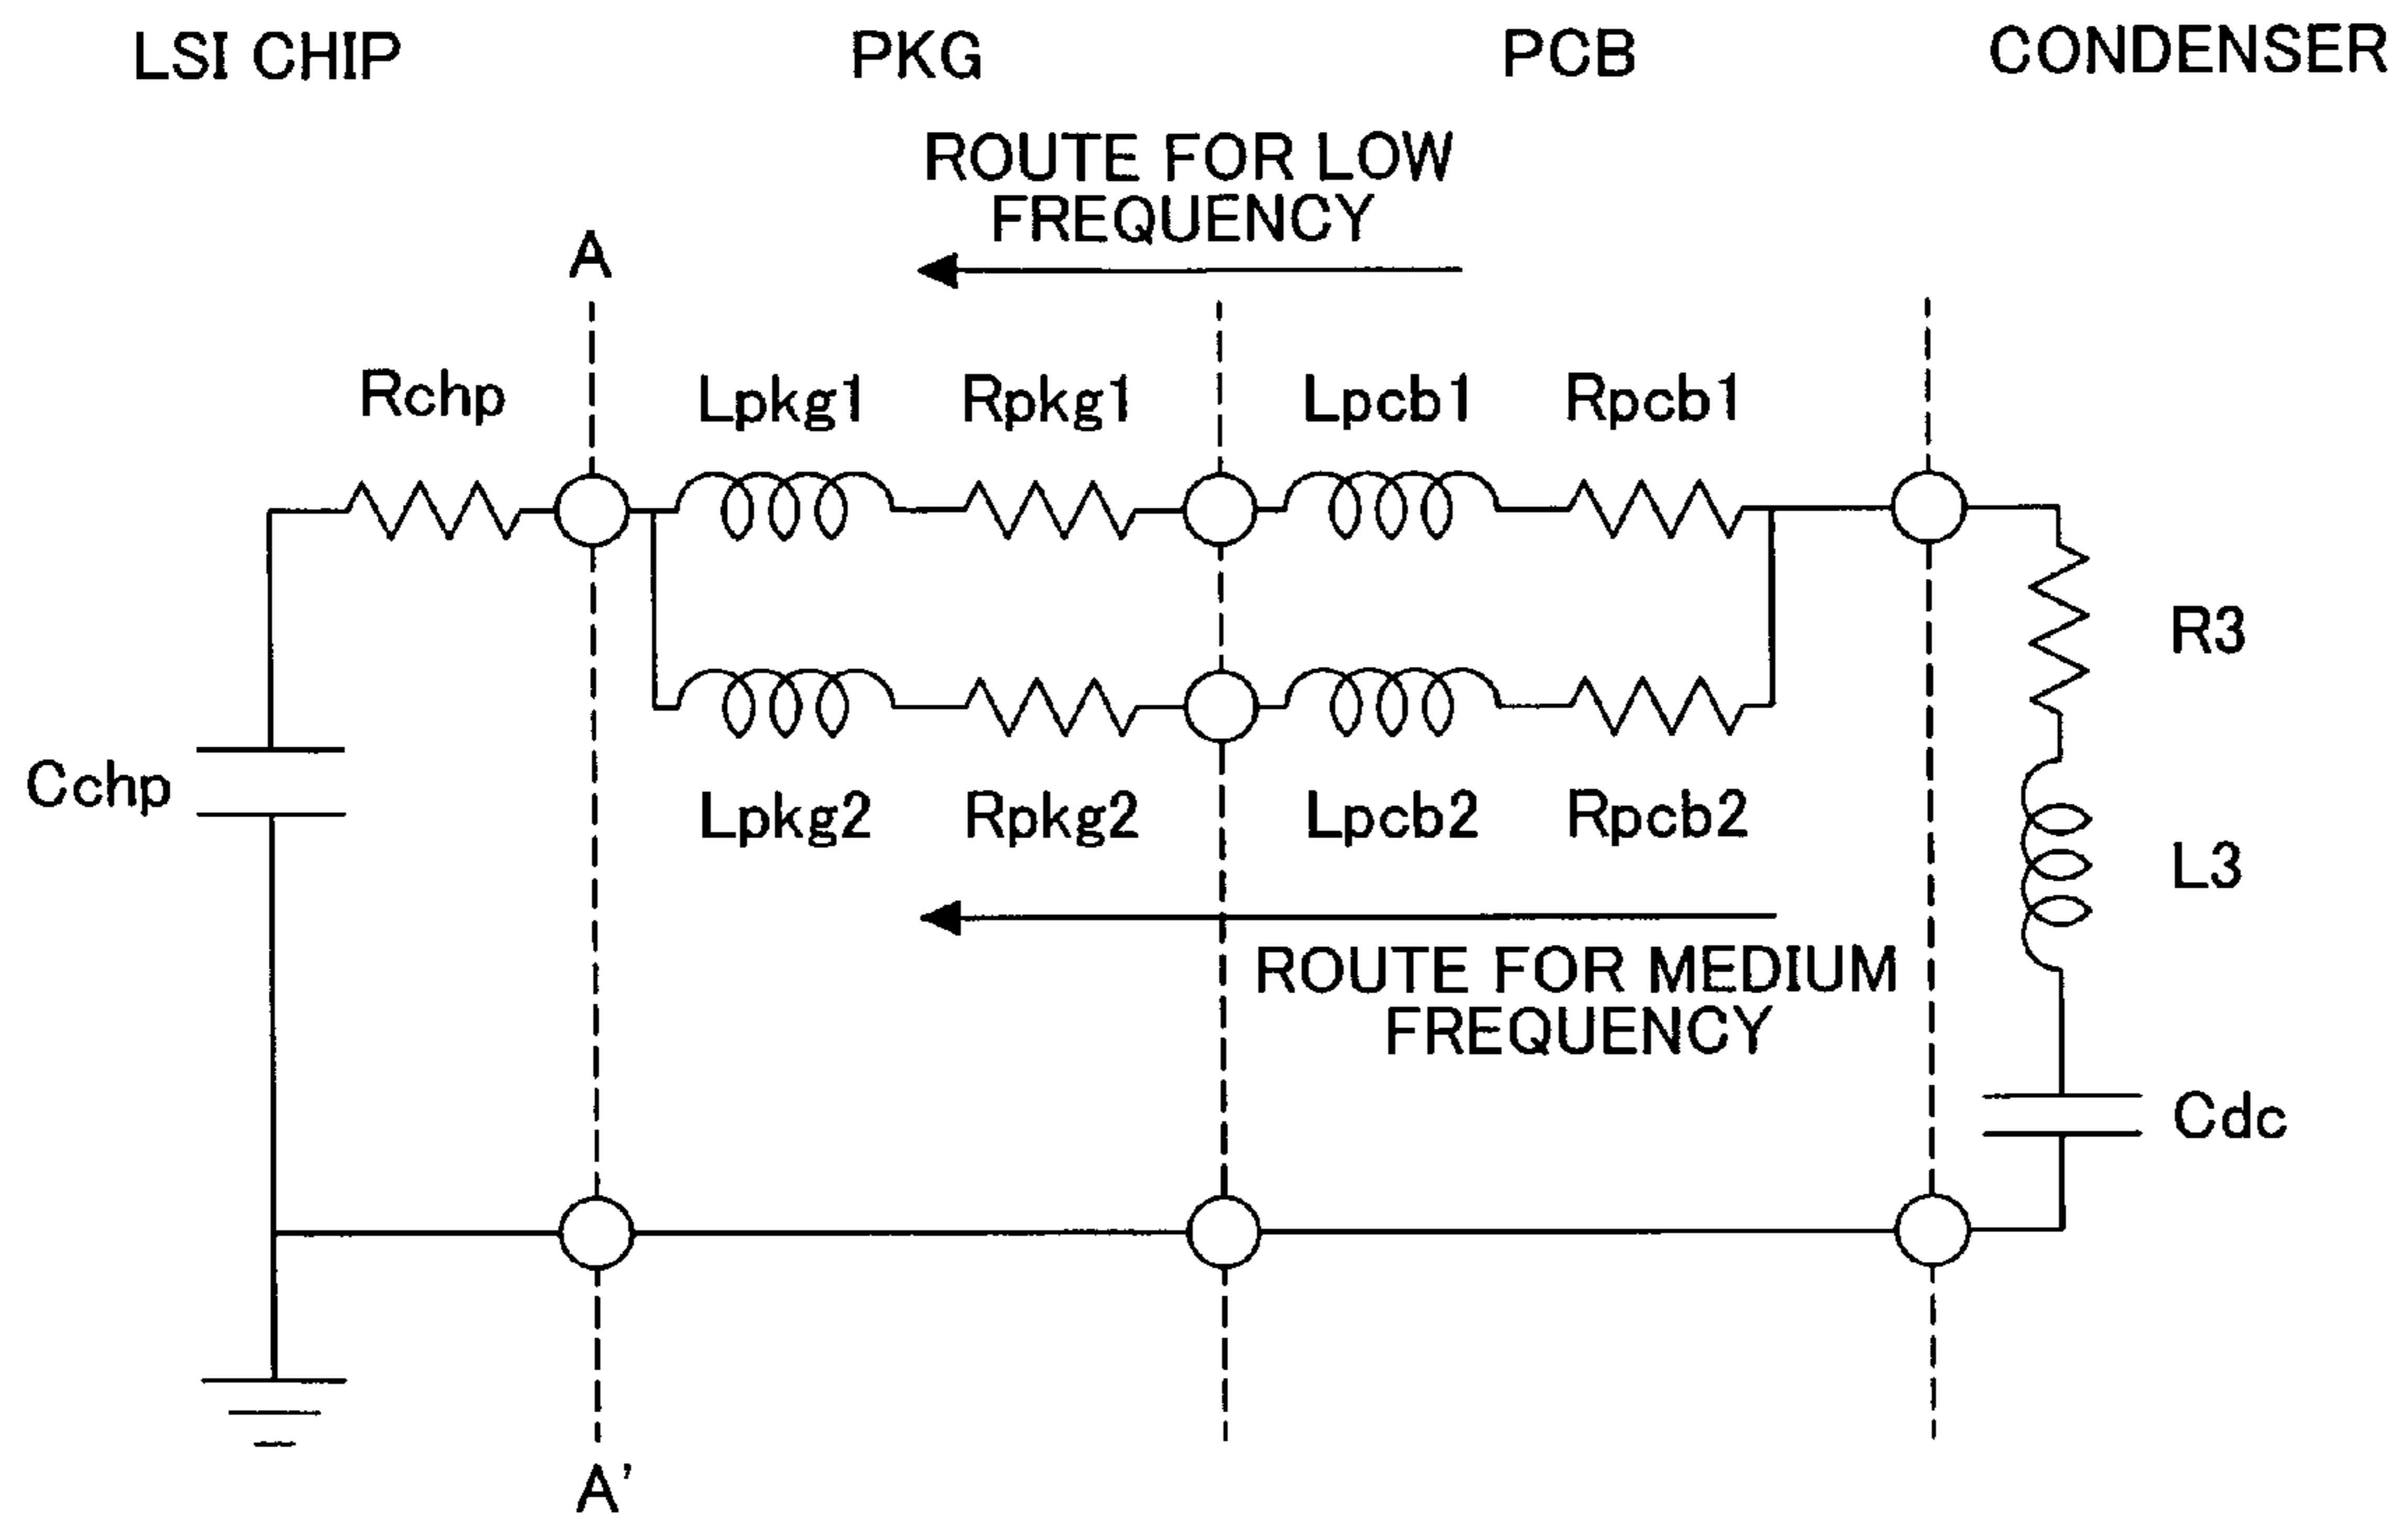 LSI CHIP
PKG
PCB
CONDENSER
ROUTE FOR LOW
FREQUENCY
A
Rchp
Lpkg1
Rpkg1
Lpcb1
Rpcb1
R3
Cchp
Lpkg2
Rpkg2
Lpcb2
Rpcb2
L3
ROUTE FOR MEDIUM
FREQUENCY
Cdc
A'